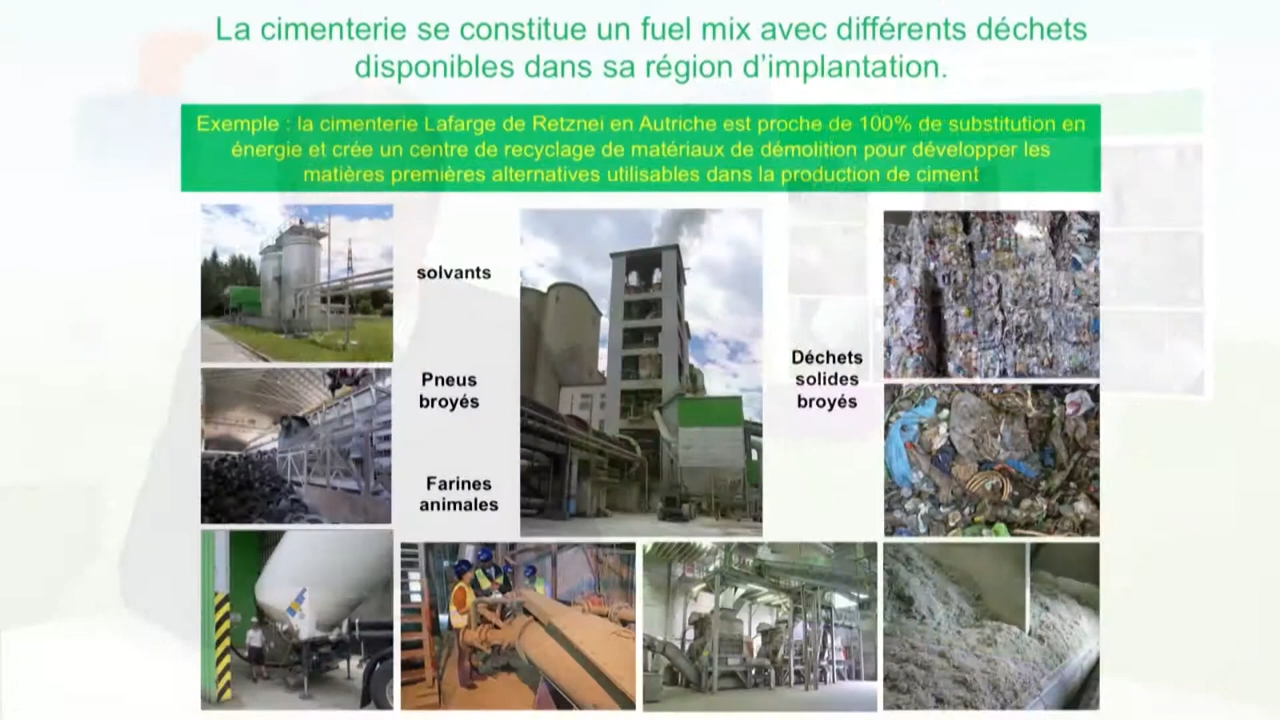 La cimenterie se constitue un fuel mix avec différents déchets
disponibles dans sa région d'implantation.
Exemple : la cimenterie Lafarge de Retznei en Autriche est proche de 100% de substitution en
énergie et crée un centre de recyclage de matériaux de démolition pour développer les
matières premières alternatives utilisables dans la production de ciment
solvants
Pneus
broyés
Farines
animales
Déchets
solides
broyés